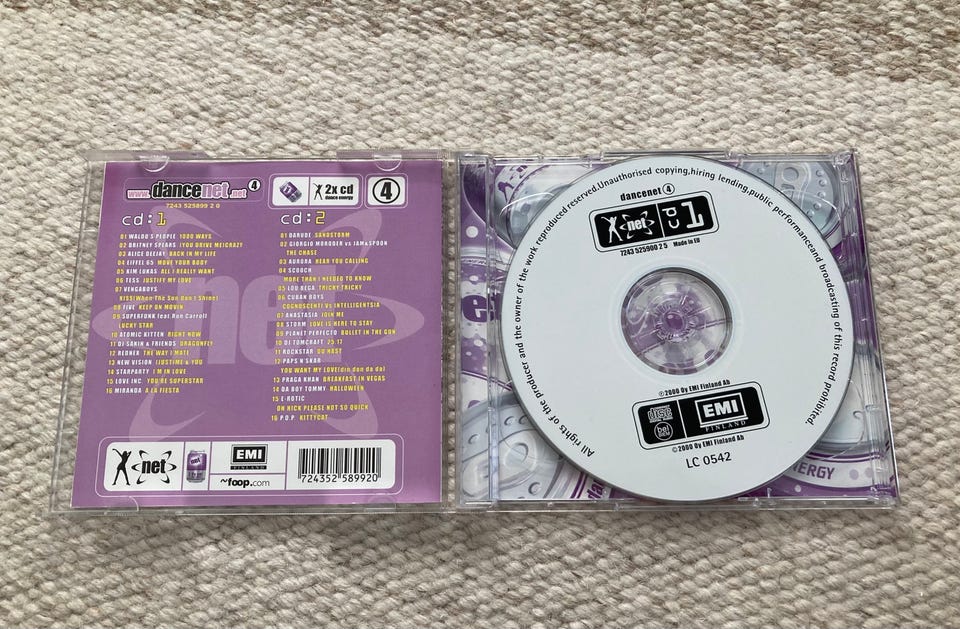 www.dancenet.net 4
7243 525899 2 0
2x cd
dance energy
4
cd:1
01 WALDO'S PEOPLE 1000 WAYS
02 BRITNEY SPEARS (YOU DRIVE ME)CRAZY
03 ALICE DEEJAY BACK IN MY LIFE
04 EIFFEL 65 MOVE YOUR BODY
05 KIM LUKAS ALL I REALLY WANT
06 TESS JUSTIFY MY LOVE
07 VENGABOYS
KISS(When The Sun Don't Shine)
08 FIVE KEEP ON MOVIN
09 SUPERFUNK feat Ron Carroll
LUCKY STAR
10 ATOMIC KITTEN RIGHT NOW
11 DJ SAKIN & FRIENDS DRAGONFLY
12 REDNEX THE WAY I MATE
13 NEW VISION (JUST)ME & YOU
14 STARPARTY I'M IN LOVE
15 LOVE INC. YOU'RE SUPERSTAR
16 MIRANDA A LA FIESTA
cd:2
01 DARUDE SANDSTORM
02 GIORGIO MORODER vs JAM&SPOON
THE CHASE
03 AURORA HEAR YOU CALLING
04 SCOOCH
MORE THAN I NEEDED TO KNOW
05 LOU BEGA TRICKY TRICKY
06 CUBAN BOYS
COGNOSCENTI Vs INTELLIGENTSIA
07 ANASTASIA JOIN ME
08 STORM LOVE IS HERE TO STAY
09 PLANET PERFECTO BULLET IN THE GUN
10 DJ TOMCRAFT
11 ROCKSTAR DU HAST
12 PAPS'N'SKAR
YOU WANT MY LOVE(din don da da)
13 PRAGA KHAN BREAKFAST IN VEGAS
14 DA BOY TOMMY HALLOWEEN
15 E-ROTIC
OH NICK PLEASE NOT SO QUICK
16 P.O.P. KITTYCAT
net
net
EMI
FINLAND
~foop.com
724352 589920
All rights of the producer and the owner of the work reproduced reserved.Unauthorised copying,hiring lending,public performanceand broadcasting of this record prohibited.
dancenet 4
net cd 1
7243 525900 2 5 Made in EU
℗2000 Oy EMI Finland Ab
disc
EMI
FINLAND
©2000 Oy EMI Finland Ab
LC 0542
NERGY